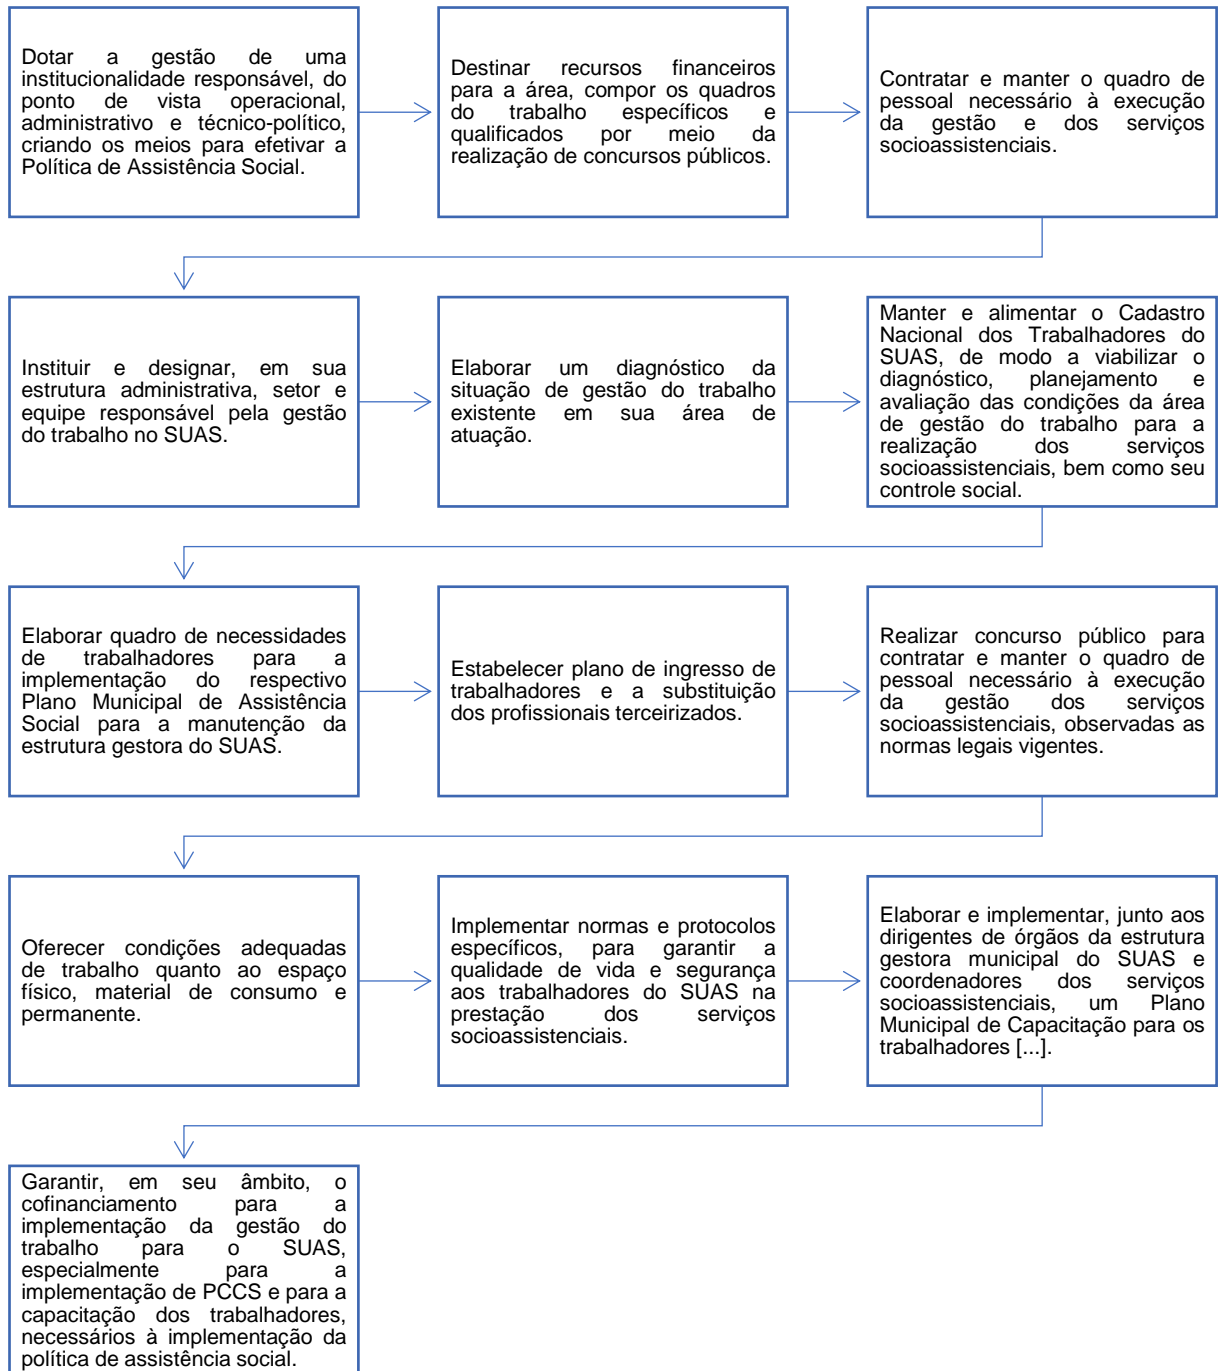 Dotar a gestão de uma
institucionalidade responsável, do
ponto de vista operacional,
administrativo e técnico-político,
criando os meios para efetivar a
Política de Assistência Social.
Destinar recursos financeiros
para a área, compor os quadros
do trabalho específicos e
qualificados por meio da
realização de concursos públicos.
Contratar e manter o quadro de
pessoal necessário à execução
da gestão e dos serviços
socioassistenciais.
Instituir e designar, em sua
estrutura administrativa, setor e
equipe responsável pela gestão
do trabalho no SUAS.
Elaborar um diagnóstico da
situação de gestão do trabalho
existente em sua área de
atuação.
Manter e alimentar o Cadastro
Nacional dos Trabalhadores do
SUAS, de modo a viabilizar o
diagnóstico, planejamento e
avaliação das condições da área
de gestão do trabalho para a
realização dos serviços
socioassistenciais, bem como seu
controle social.
Elaborar quadro de necessidades
de trabalhadores para a
implementação do respectivo
Plano Municipal de Assistência
Social para a manutenção da
estrutura gestora do SUAS.
Estabelecer plano de ingresso de
trabalhadores e a substituição
dos profissionais terceirizados.
Realizar concurso público para
contratar e manter o quadro de
pessoal necessário à execução
da gestão dos serviços
socioassistenciais, observadas as
normas legais vigentes.
Oferecer condições adequadas
de trabalho quanto ao espaço
físico, material de consumo e
permanente.
Implementar normas e protocolos
específicos, para garantir a
qualidade de vida e segurança
aos trabalhadores do SUAS na
prestação dos serviços
socioassistenciais.
Elaborar e implementar, junto aos
dirigentes de órgãos da estrutura
gestora municipal do SUAS e
coordenadores dos serviços
socioassistenciais, um Plano
Municipal de Capacitação para os
trabalhadores [...].
Garantir, em seu âmbito, o
cofinanciamento para a
implementação da gestão do
trabalho para o SUAS,
especialmente para a
implementação de PCCS e para a
capacitação dos trabalhadores,
necessários à implementação da
política de assistência social.